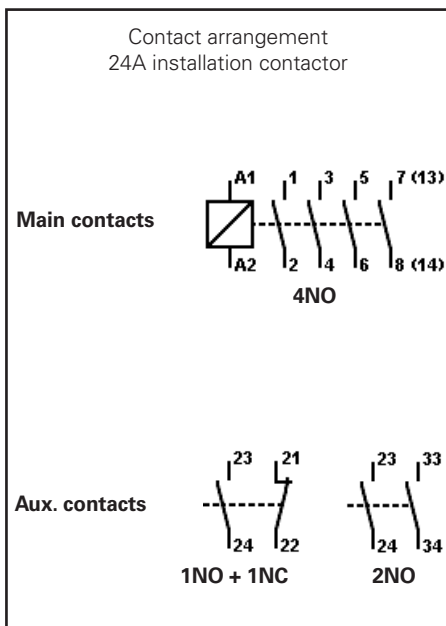 Contact arrangement
24A installation contactor
A1 1 3 5 7 (13)
Main contacts
A2 2 4 6 8 (14)
4NO
23 21 23 33
Aux. contacts
24 22 24 34
1NO + 1NC 2NO